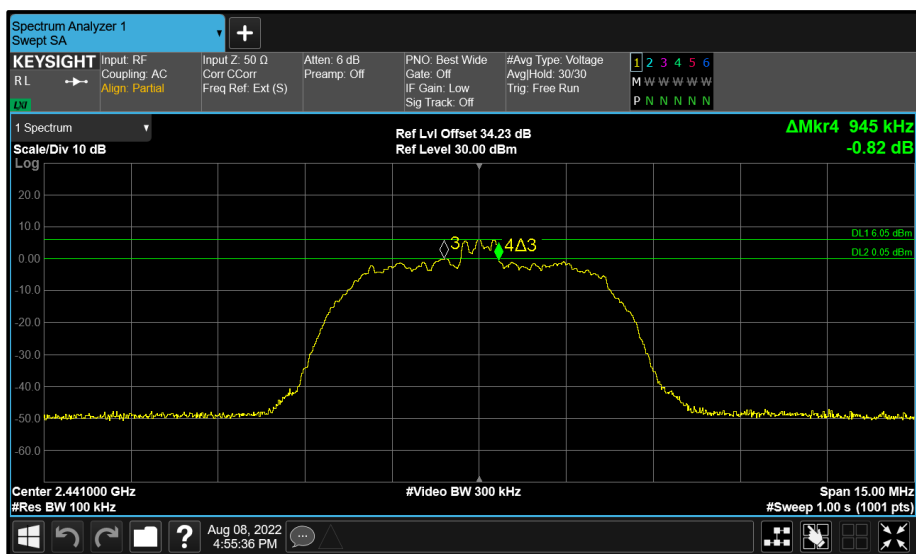 Spectrum Analyzer 1
Swept SA
KEYSIGHT
R L
LXI
Input: RF
Coupling: AC
Align: Partial
Input Z: 50 Ω
Corr CCorr
Freq Ref: Ext (S)
Atten: 6 dB
Preamp: Off
PNO: Best Wide
Gate: Off
IF Gain: Low
Sig Track: Off
#Avg Type: Voltage
Avg|Hold: 30/30
Trig: Free Run
1 2 3 4 5 6
M W W W W W
P N N N N N
1 Spectrum
Scale/Div 10 dB
Log
Ref Lvl Offset 34.23 dB
Ref Level 30.00 dBm
ΔMkr4 945 kHz
-0.82 dB
20.0
10.0
0.00
-10.0
-20.0
-30.0
-40.0
-50.0
-60.0
3
4Δ3
DL1 6.05 dBm
DL2 0.05 dBm
Center 2.441000 GHz
#Res BW 100 kHz
#Video BW 300 kHz
Span 15.00 MHz
#Sweep 1.00 s (1001 pts)
?
Aug 08, 2022
4:55:36 PM